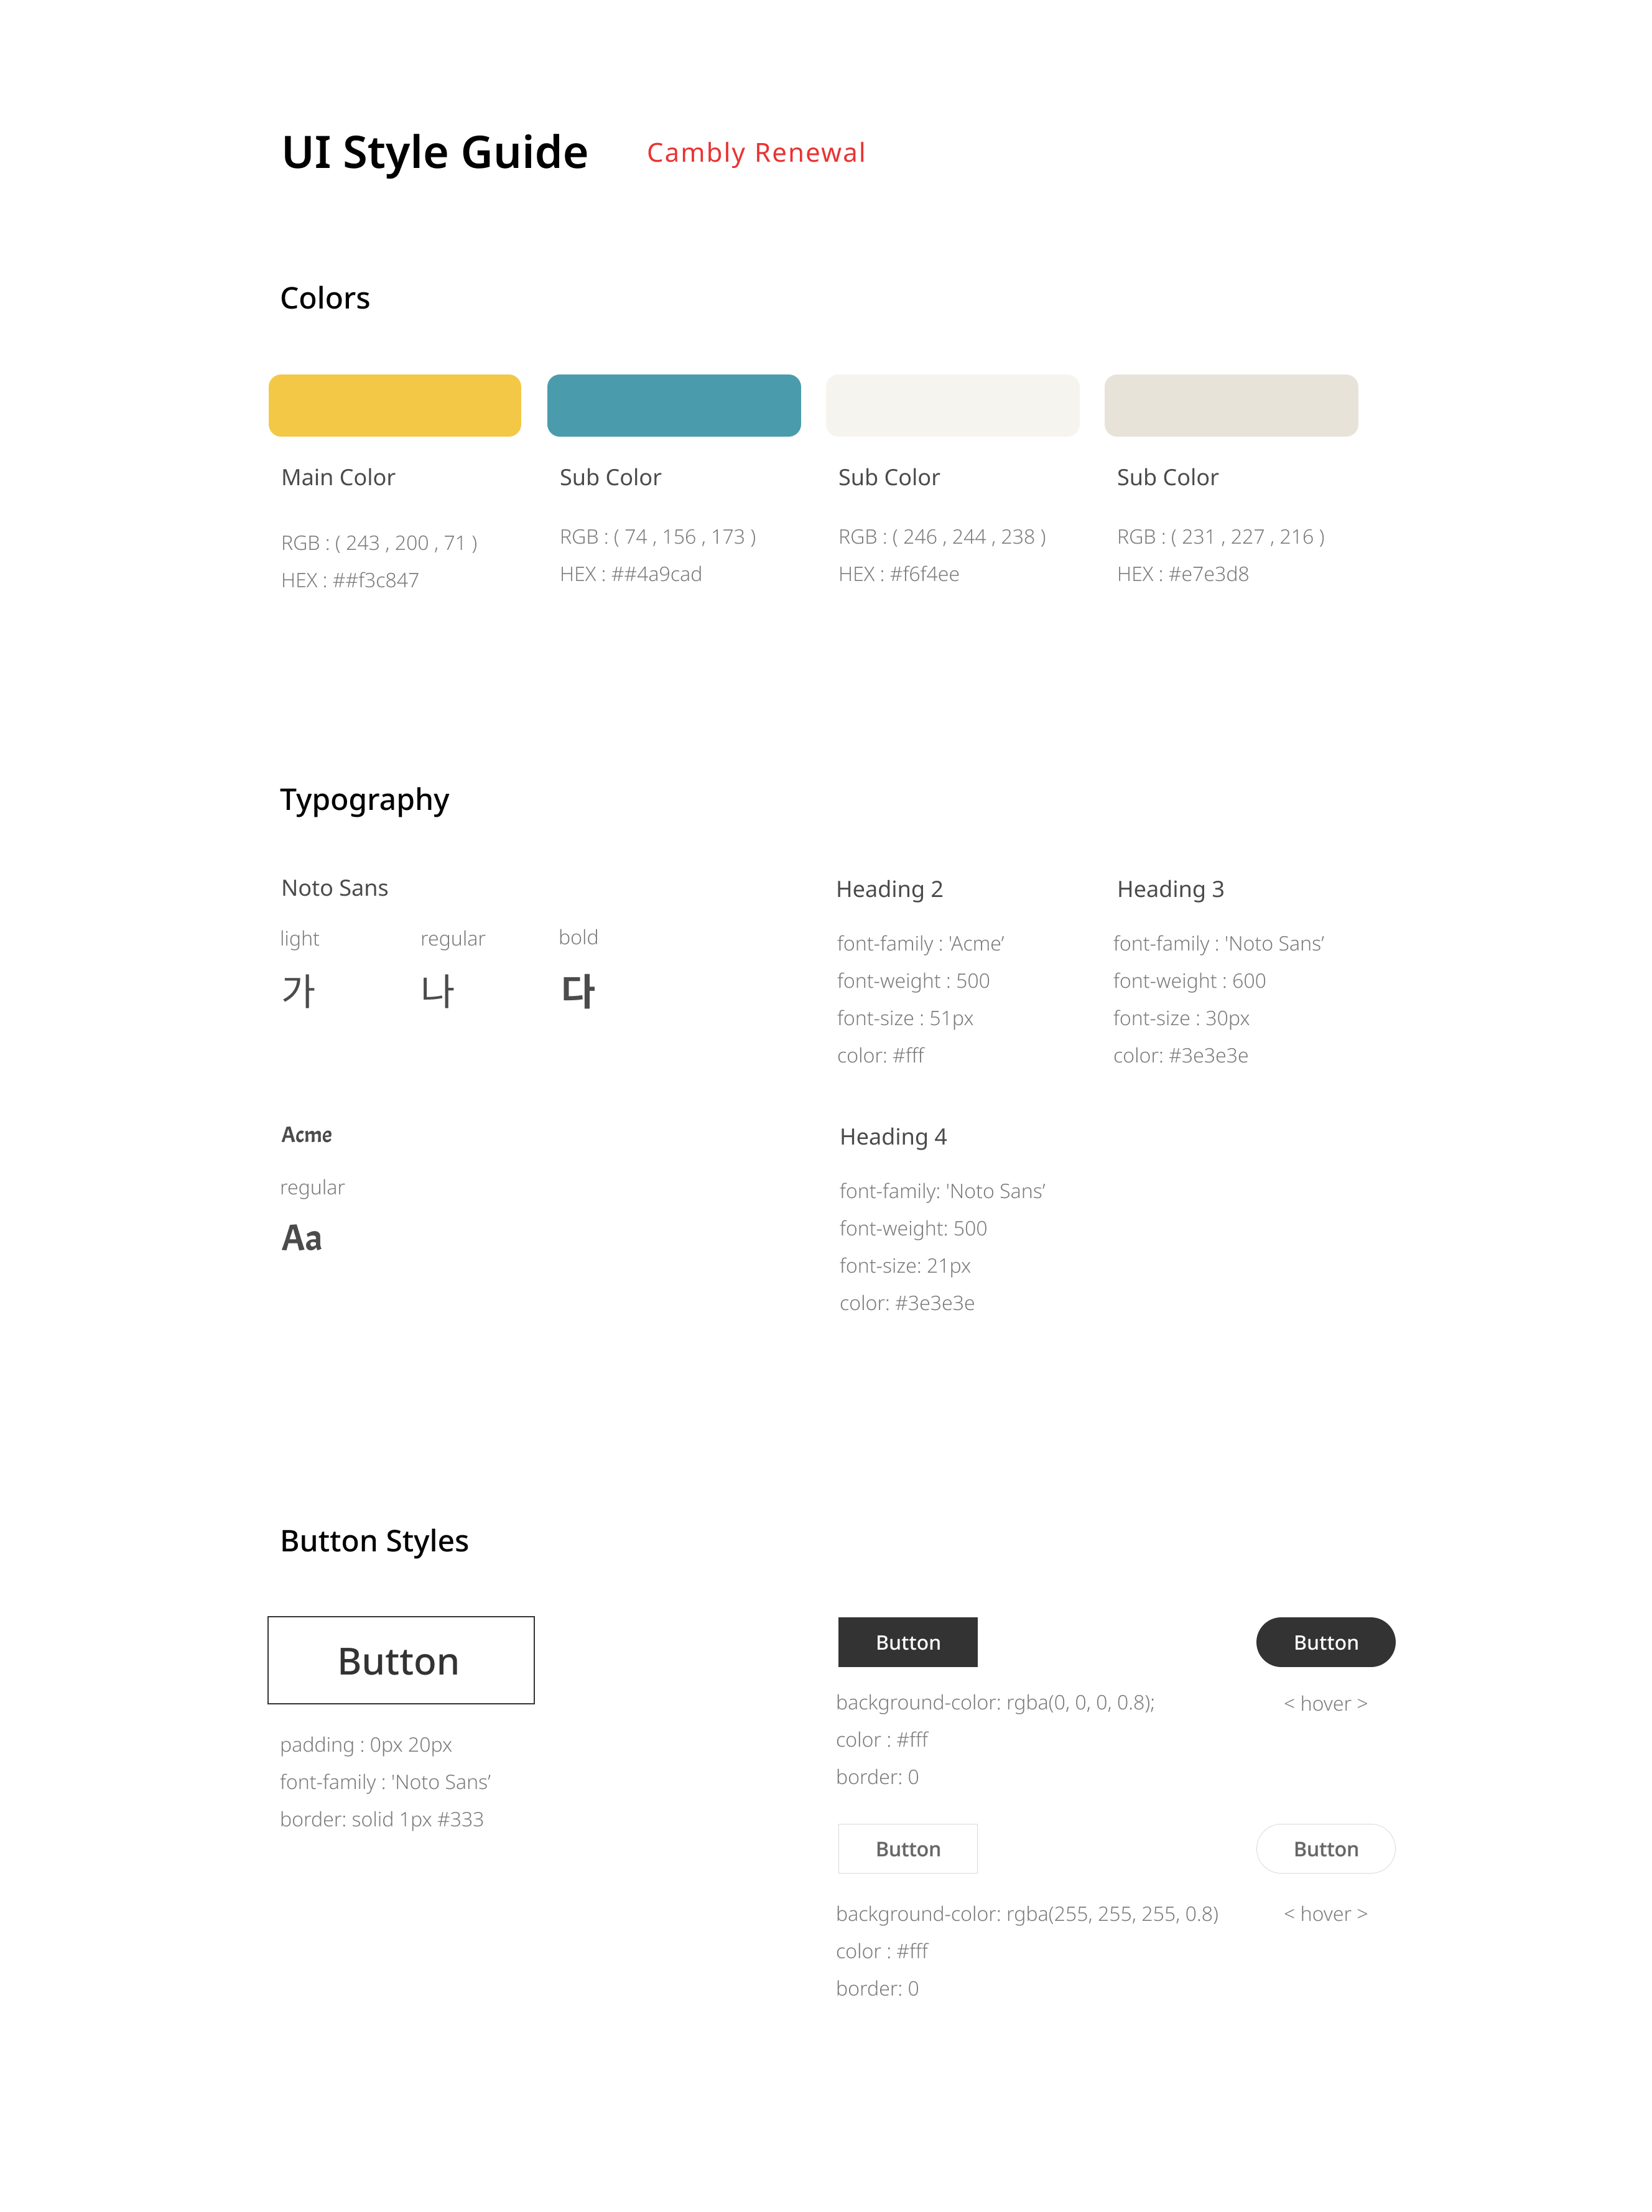 UI Style Guide
Cambly Renewal
Colors
Main Color
RGB : ( 243 , 200 , 71 )
HEX : ##f3c847
Sub Color
RGB : ( 74 , 156 , 173 )
HEX : ##4a9cad
Sub Color
RGB : ( 246 , 244 , 238 )
HEX : #f6f4ee
Sub Color
RGB : ( 231 , 227 , 216 )
HEX : #e7e3d8
Typography
Noto Sans
light
가
regular
나
bold
다
Acme
regular
Aa
Heading 2
font-family : 'Acme’
font-weight : 500
font-size : 51px
color: #fff
Heading 3
font-family : 'Noto Sans’
font-weight : 600
font-size : 30px
color: #3e3e3e
Heading 4
font-family: 'Noto Sans’
font-weight: 500
font-size: 21px
color: #3e3e3e
Button Styles
Button
padding : 0px 20px
font-family : 'Noto Sans’
border: solid 1px #333
Button
background-color: rgba(0, 0, 0, 0.8);
color : #fff
border: 0
Button
< hover >
Button
background-color: rgba(255, 255, 255, 0.8)
color : #fff
border: 0
Button
< hover >